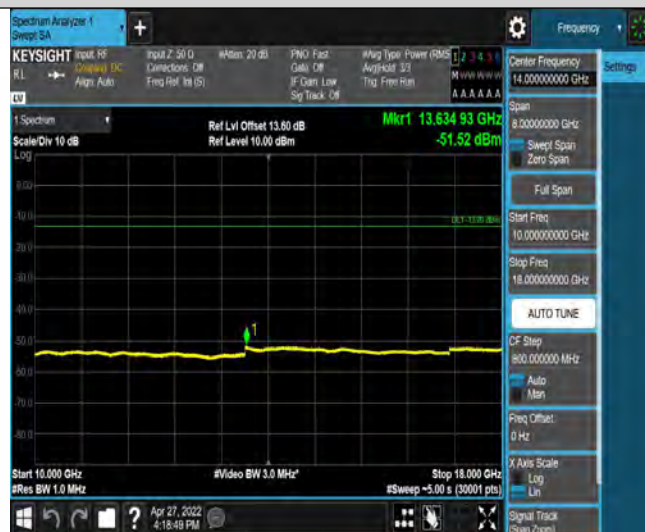 Spectrum Analyzer 1
Swept SA
Frequency
KEYSIGHT
Input: RF
Coupling: DC
Align: Auto
Input Z: 50 Ω
Corrections: Off
Freq Ref: Int (S)
#Atten: 20 dB
PNO: Fast
Gate: Off
IF Gain: Low
Sig Track: Off
#Avg Type: Power (RMS
Avg|Hold: 3/3
Trig: Free Run
1 2 3 4 5 6
M W W W W W
A A A A A A
RL
LV
1 Spectrum
Scale/Div 10 dB
Log
Ref Lvl Offset 13.60 dB
Ref Level 10.00 dBm
Mkr1 13.634 93 GHz
-51.52 dBm
0.00
-10.0
-30.0
-40.0
-50.0
-60.0
-80.0
1
Start 10.000 GHz
#Res BW 1.0 MHz
#Video BW 3.0 MHz*
Stop 18.000 GHz
#Sweep ~5.00 s (30001 pts)
Apr 27, 2022
4:18:49 PM
Center Frequency
14.000000000 GHz
Settings
Span
8.00000000 GHz
Swept Span
Zero Span
Full Span
Start Freq
10.000000000 GHz
Stop Freq
18.000000000 GHz
AUTO TUNE
CF Step
800.000000 MHz
Auto
Man
Freq Offset
0 Hz
X Axis Scale
Log
Lin
Signal Track
(Span Zoom)